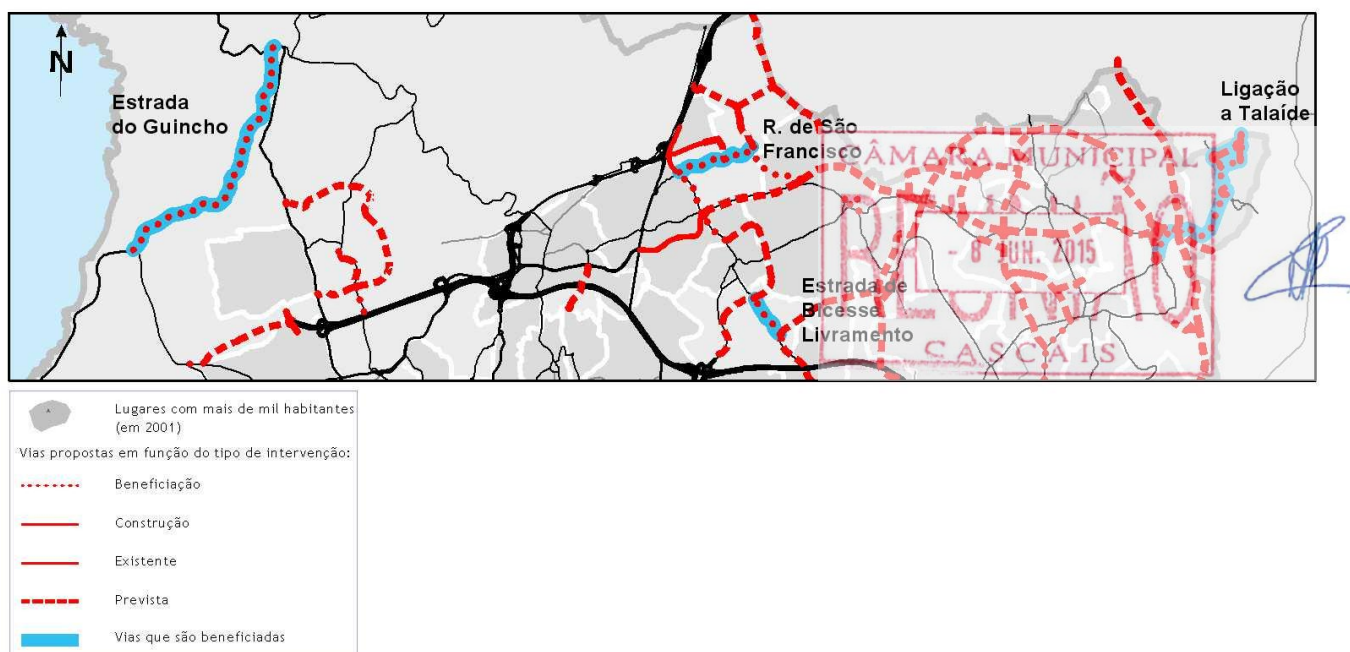 N
Estrada
do Guincho
R. de São
Francisco
Ligação
a Talaíde
CÂMARA MUNICIPAL
REUNIÃO
- 8 JUN. 2015
CASCAIS
Estrada de
Bicesse
Livramento
Lugares com mais de mil habitantes
(em 2001)
Vias propostas em função do tipo de intervenção:
Beneficiação
Construção
Existente
Prevista
Vias que são beneficiadas